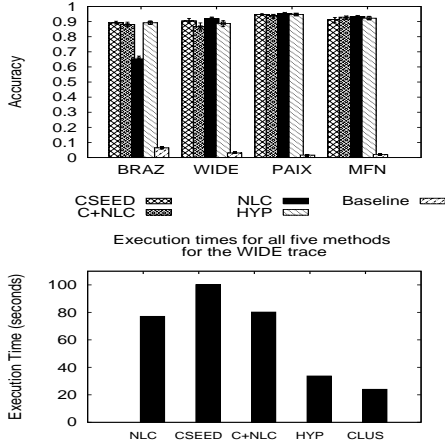 1
0.9
0.8
0.7
0.6
0.5
0.4
0.3
0.2
0.1
0
Accuracy
BRAZ WIDE PAIX MFN
CSEED NLC Baseline
C+NLC HYP
Execution times for all five methods
for the WIDE trace
100
80
60
40
20
0
Execution Time (seconds)
NLC CSEED C+NLC HYP CLUS